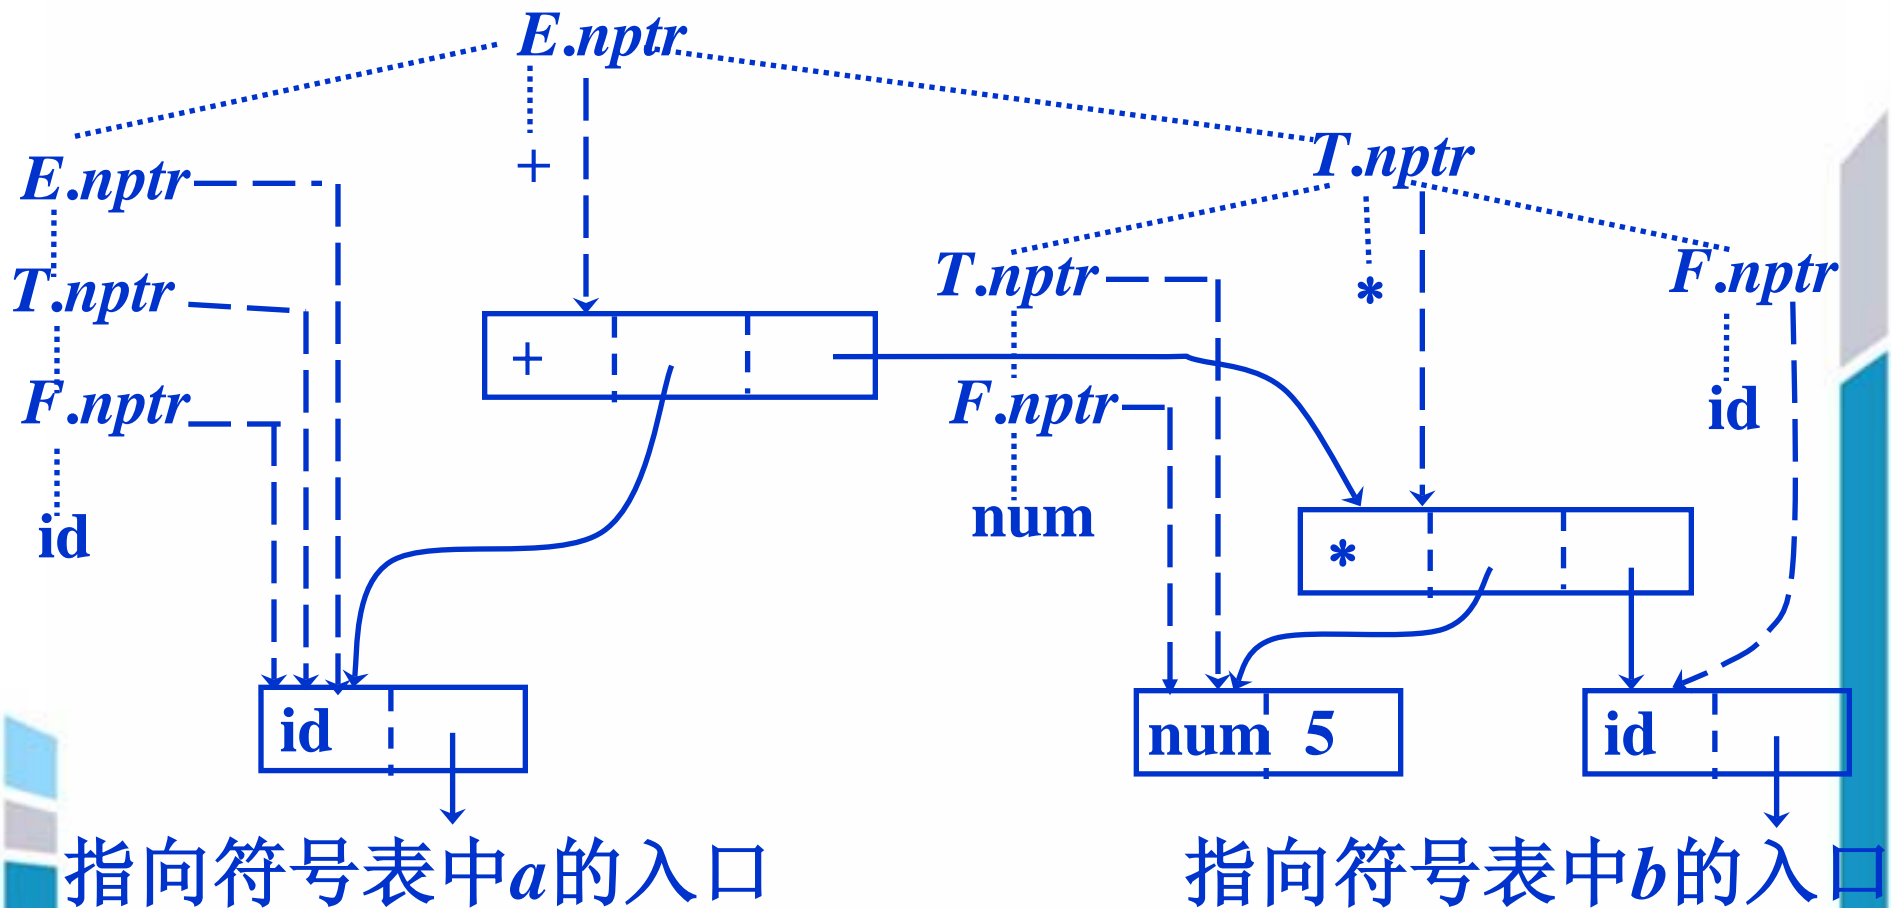 E.nptr
+
T.nptr
E.nptr
T.nptr
*
F.nptr
T.nptr
+
F.nptr
F.nptr
id
id
num
*
id
num 5
id
指向符号表中a的入口
指向符号表中b的入口